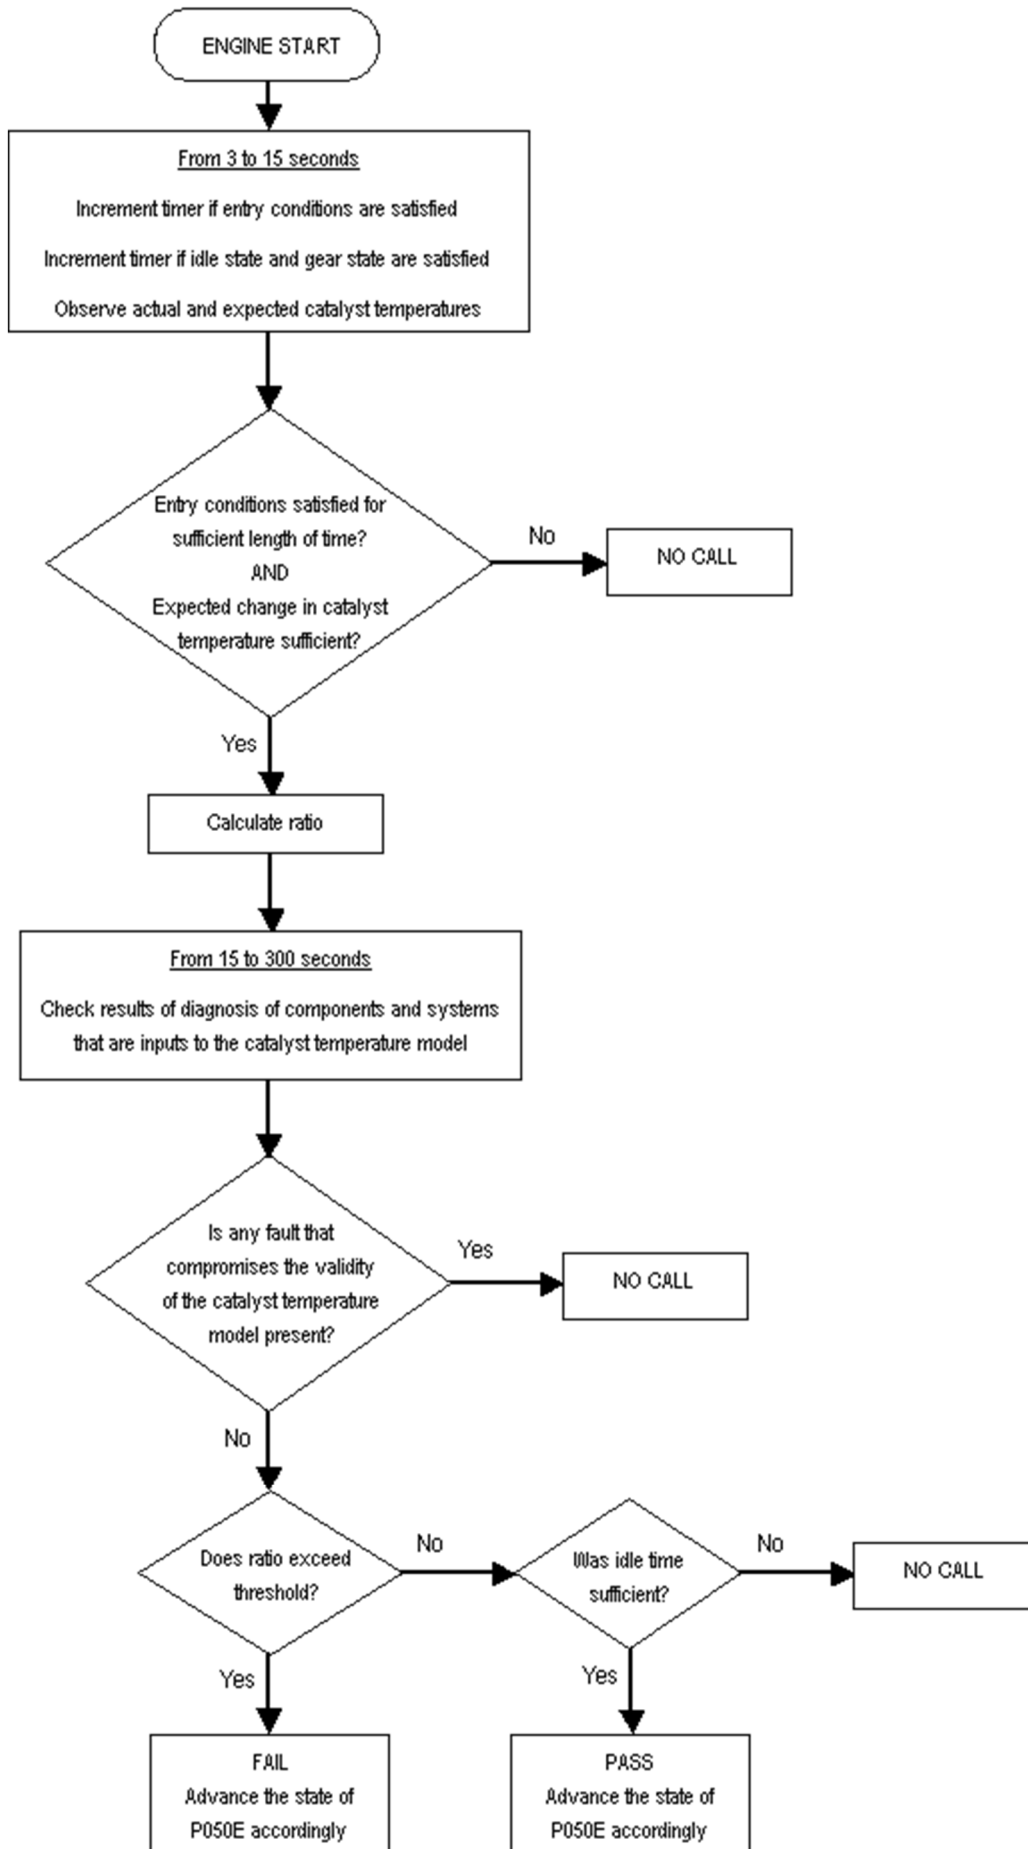 ENGINE START
From 3 to 15 seconds
Increment timer if entry conditions are satisfied
Increment timer if idle state and gear state are satisfied
Observe actual and expected catalyst temperatures
Entry conditions satisfied for
sufficient length of time?
AND
Expected change in catalyst
temperature sufficient?
No
NO CALL
Yes
Calculate ratio
From 15 to 300 seconds
Check results of diagnosis of components and systems
that are inputs to the catalyst temperature model
Is any fault that
compromises the validity
of the catalyst temperature
model present?
Yes
NO CALL
No
Does ratio exceed
threshold?
No
Was idle time
sufficient?
No
NO CALL
Yes
Yes
FAIL
Advance the state of
P050E accordingly
PASS
Advance the state of
P050E accordingly